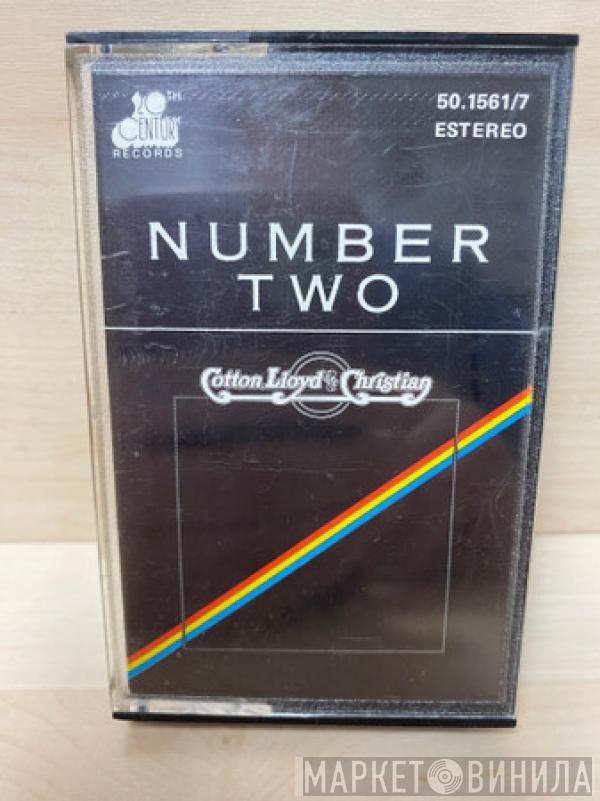 20TH
CENTURY
RECORDS
50.1561/7
ESTEREO
NUMBER
TWO
Cotton, Lloyd & Christian
МАРКЕТ ВИНИЛА